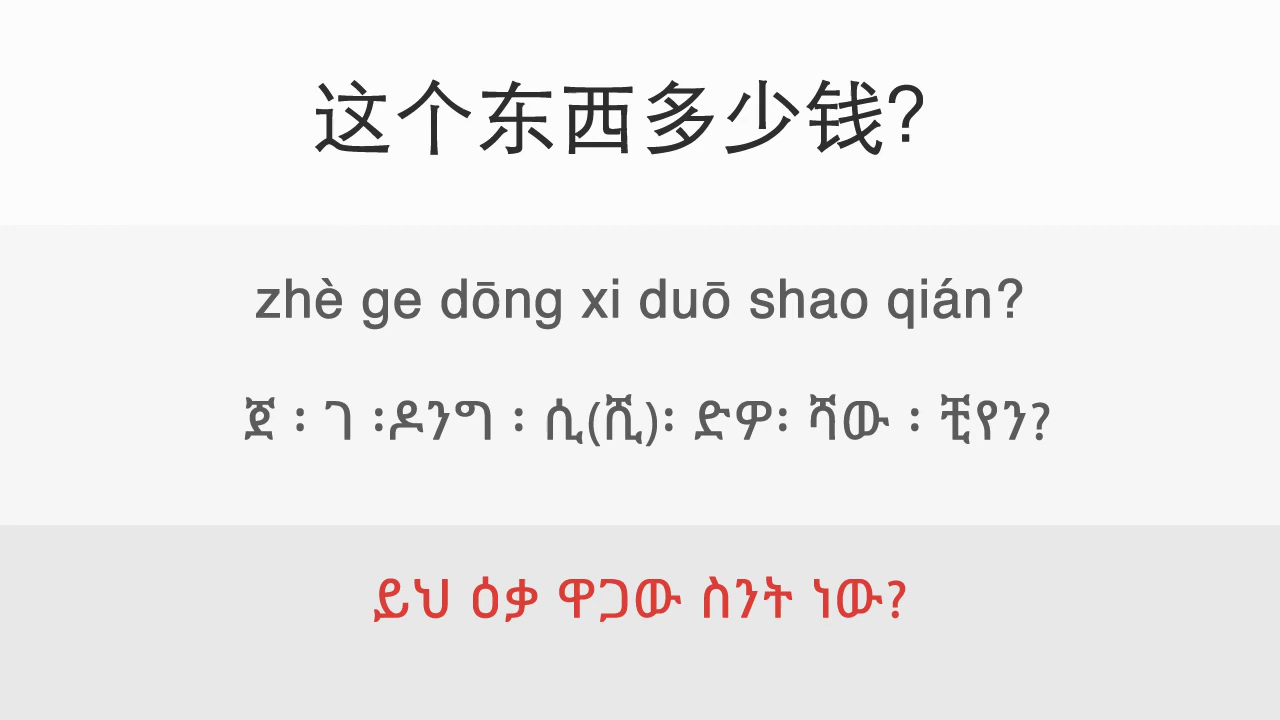 这个东西多少钱?
zhè ge dōng xi duō shao qián?
ጀ ፡ ገ ፡ዶንግ ፡ ሲ(ሺ)፡ ድዎ፡ ሻው ፡ ቺየን?
ይህ ዕቃ ዋጋው ስንት ነው?